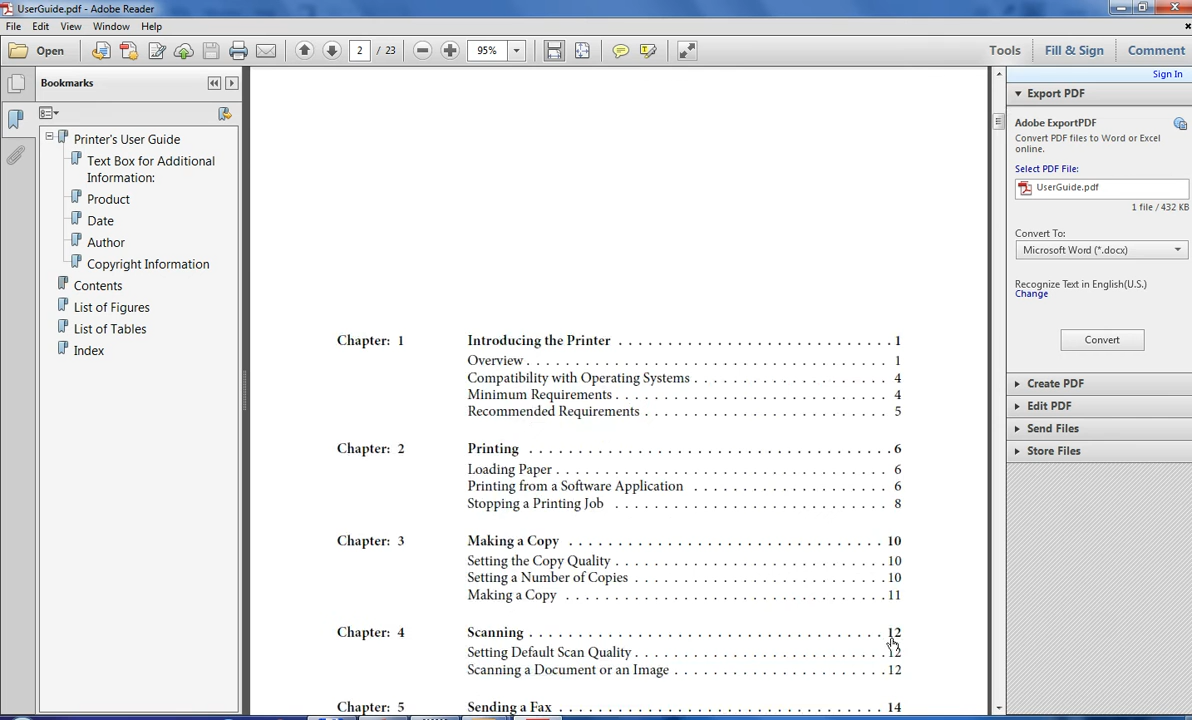 UserGuide.pdf - Adobe Reader
File Edit View Window Help
Open 2 / 23 95% Tools Fill & Sign Comment
Sign In
Bookmarks
Printer's User Guide
Text Box for Additional
Information:
Product
Date
Author
Copyright Information
Contents
List of Figures
List of Tables
Index
Chapter: 1 Introducing the Printer . . . . . . . . . . . . . . . . . . . . . . . . . . . 1
Overview . . . . . . . . . . . . . . . . . . . . . . . . . . . . . . . . . . . 1
Compatibility with Operating Systems . . . . . . . . . . . . . . . . . . 4
Minimum Requirements . . . . . . . . . . . . . . . . . . . . . . . . . . 4
Recommended Requirements . . . . . . . . . . . . . . . . . . . . . . . 5
Chapter: 2 Printing . . . . . . . . . . . . . . . . . . . . . . . . . . . . . . . . . . . 6
Loading Paper . . . . . . . . . . . . . . . . . . . . . . . . . . . . . . . . 6
Printing from a Software Application . . . . . . . . . . . . . . . . . . . 6
Stopping a Printing Job . . . . . . . . . . . . . . . . . . . . . . . . . . 8
Chapter: 3 Making a Copy . . . . . . . . . . . . . . . . . . . . . . . . . . . . . . 10
Setting the Copy Quality . . . . . . . . . . . . . . . . . . . . . . . . . . 10
Setting a Number of Copies . . . . . . . . . . . . . . . . . . . . . . . . 10
Making a Copy . . . . . . . . . . . . . . . . . . . . . . . . . . . . . . . 11
Chapter: 4 Scanning . . . . . . . . . . . . . . . . . . . . . . . . . . . . . . . . . . 12
Setting Default Scan Quality . . . . . . . . . . . . . . . . . . . . . . . . 12
Scanning a Document or an Image . . . . . . . . . . . . . . . . . . . . 12
Chapter: 5 Sending a Fax . . . . . . . . . . . . . . . . . . . . . . . . . . . . . . . 14
Export PDF
Adobe ExportPDF
Convert PDF files to Word or Excel
online.
Select PDF File:
UserGuide.pdf
1 file / 432 KB
Convert To:
Microsoft Word (*.docx)
Recognize Text in English(U.S.)
Change
Convert
Create PDF
Edit PDF
Send Files
Store Files